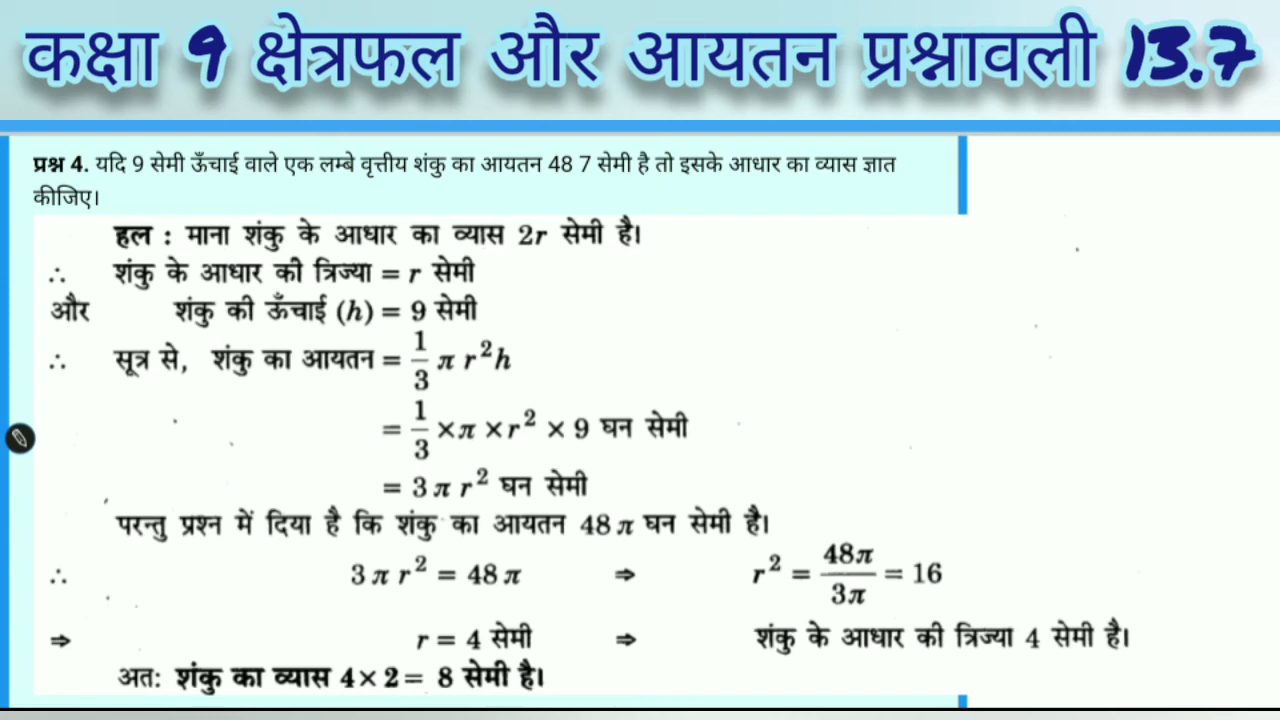 कक्षा 9 क्षेत्रफल और आयतन प्रश्नावली 13.7
प्रश्न 4. यदि 9 सेमी ऊँचाई वाले एक लम्बे वृत्तीय शंकु का आयतन 48 7 सेमी है तो इसके आधार का व्यास ज्ञात
कीजिए।
हल : माना शंकु के आधार का व्यास 2r सेमी है।
∴ शंकु के आधार की त्रिज्या = r सेमी
और शंकु की ऊँचाई (h) = 9 सेमी
∴ सूत्र से, शंकु का आयतन = 1/3 π r²h
= 1/3 ×π ×r² × 9 घन सेमी
= 3 π r² घन सेमी
परन्तु प्रश्न में दिया है कि शंकु का आयतन 48 π घन सेमी है।
∴ 3 π r² = 48 π ⇒ r² = 48π/3π = 16
⇒ r = 4 सेमी ⇒ शंकु के आधार की त्रिज्या 4 सेमी है।
अत: शंकु का व्यास 4×2= 8 सेमी है।